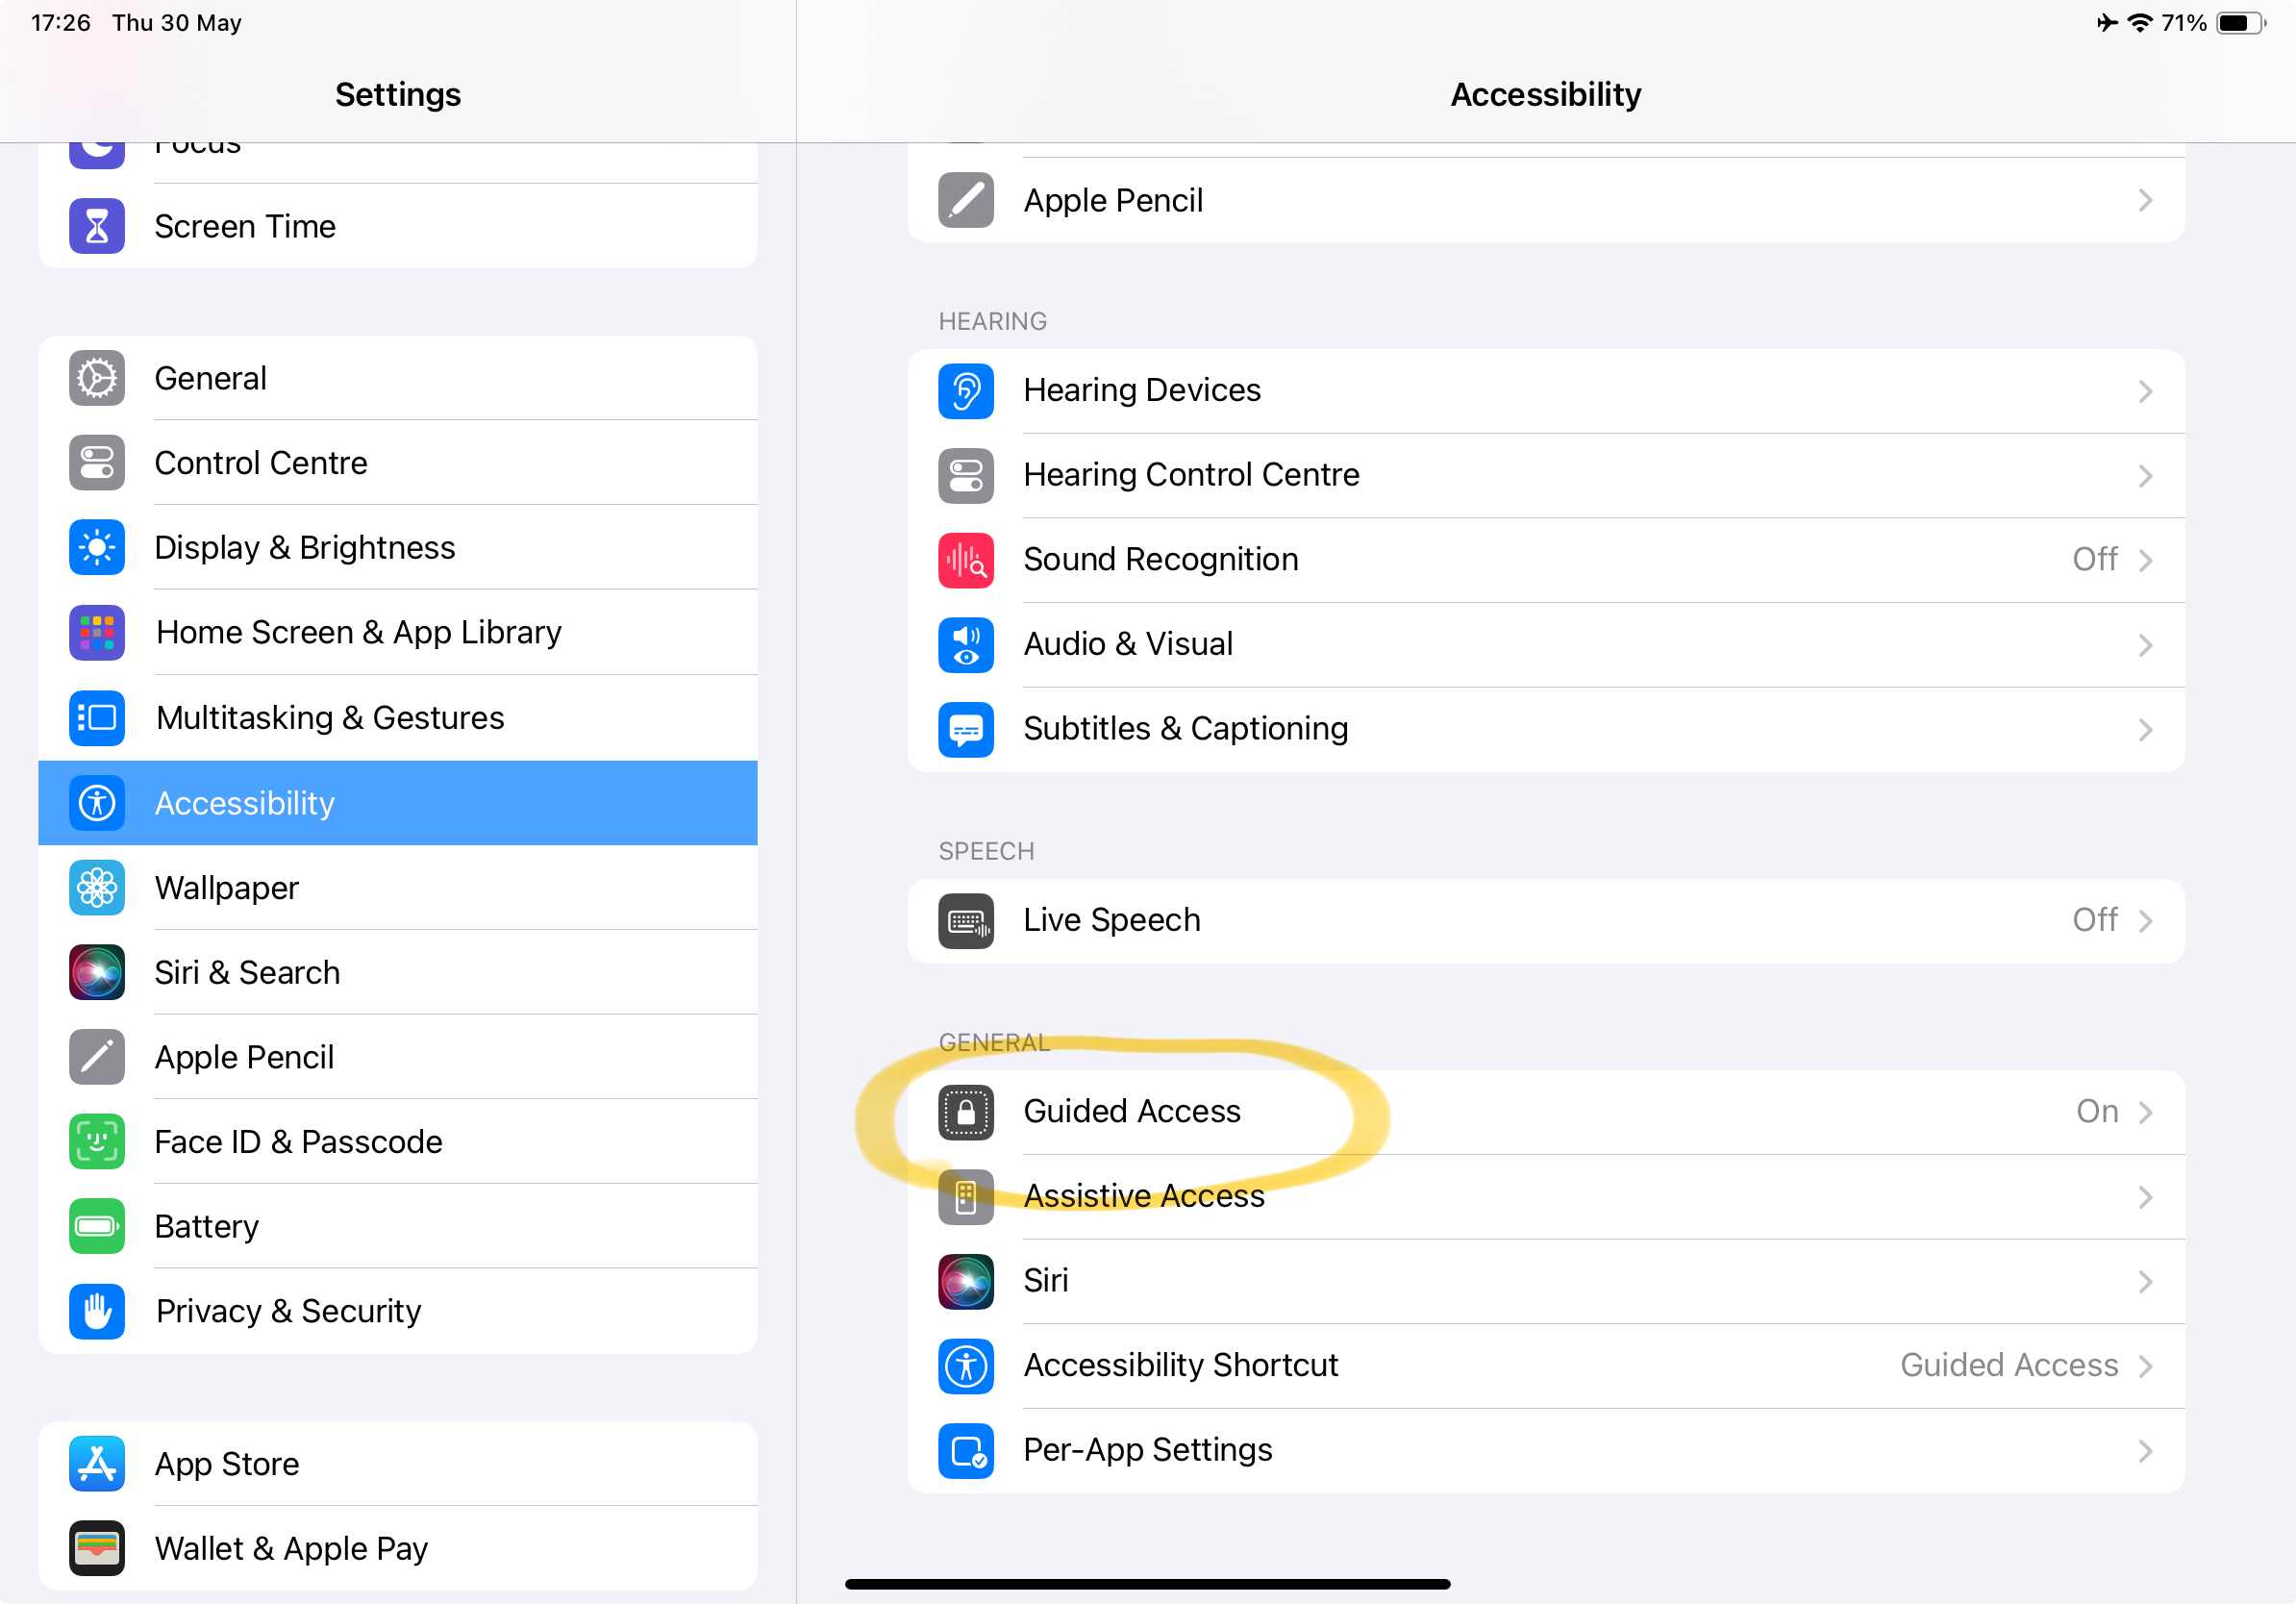 17:26 Thu 30 May
71%
Settings
Focus
Screen Time
General
Control Centre
Display & Brightness
Home Screen & App Library
Multitasking & Gestures
Accessibility
Wallpaper
Siri & Search
Apple Pencil
Face ID & Passcode
Battery
Privacy & Security
App Store
Wallet & Apple Pay
Accessibility
Apple Pencil
HEARING
Hearing Devices
Hearing Control Centre
Sound Recognition Off
Audio & Visual
Subtitles & Captioning
SPEECH
Live Speech Off
GENERAL
Guided Access On
Assistive Access
Siri
Accessibility Shortcut Guided Access
Per-App Settings